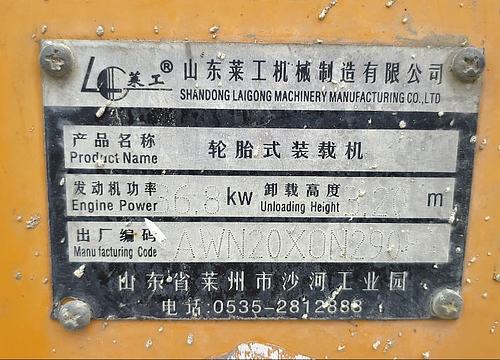 莱工® 山东莱工机械制造有限公司
SHANDONG LAIGONG MACHINERY MANUFACTURING CO.,LTD
产品名称 轮胎式装载机
Product Name
发动机功率 kw 卸载高度 m
Engine Power Unloading Height
出厂编码
Manufacturing Code
山东省莱州市沙河工业园
电话:0535-2812888